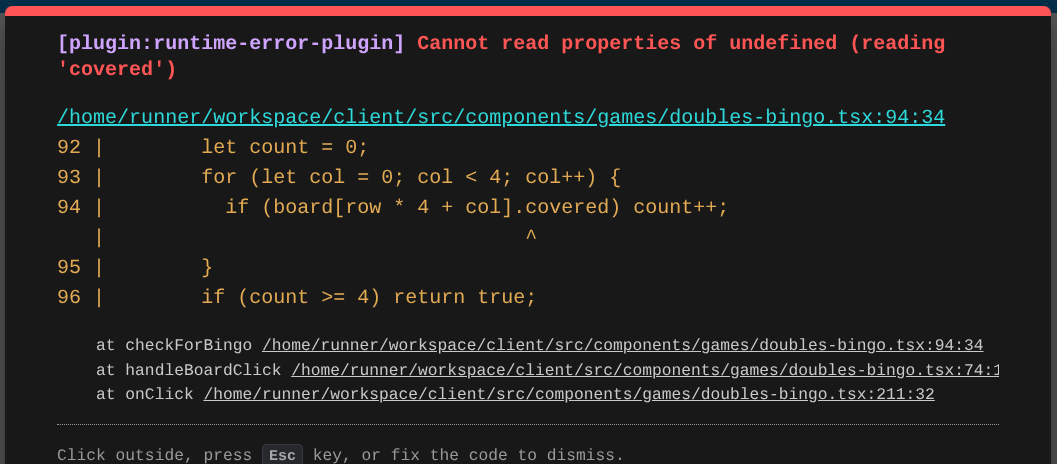 [plugin:runtime-error-plugin] Cannot read properties of undefined (reading
'covered')
/home/runner/workspace/client/src/components/games/doubles-bingo.tsx:94:34
92 |        let count = 0;
93 |        for (let col = 0; col < 4; col++) {
94 |          if (board[row * 4 + col].covered) count++;
   |                                   ^
95 |        }
96 |        if (count >= 4) return true;
at checkForBingo /home/runner/workspace/client/src/components/games/doubles-bingo.tsx:94:34
at handleBoardClick /home/runner/workspace/client/src/components/games/doubles-bingo.tsx:74:1
at onClick /home/runner/workspace/client/src/components/games/doubles-bingo.tsx:211:32
Click outside, press Esc key, or fix the code to dismiss.